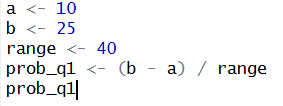 a <- 10
b <- 25
range <- 40
prob_q1 <- (b - a) / range
prob_q1